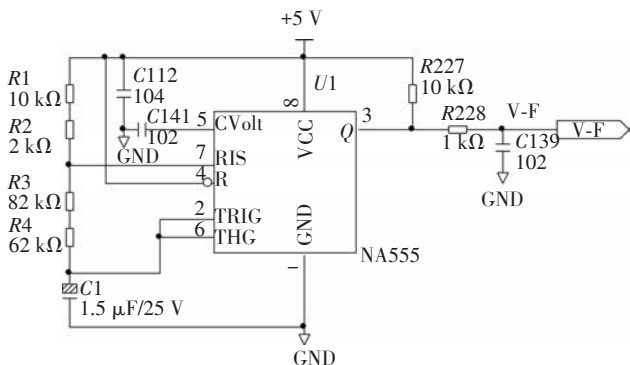 +5 V
R1
10 kΩ
C112
104
U1
R227
10 kΩ
R2
2 kΩ
C141
102
GND
5
CVolt
8
VCC
3
Q
R228
1 kΩ
V-F
V-F
C139
102
GND
7
RIS
4
R
R3
82 kΩ
R4
62 kΩ
2
TRIG
6
THG
GND
1
NA555
C1
1.5 μF/25 V
GND